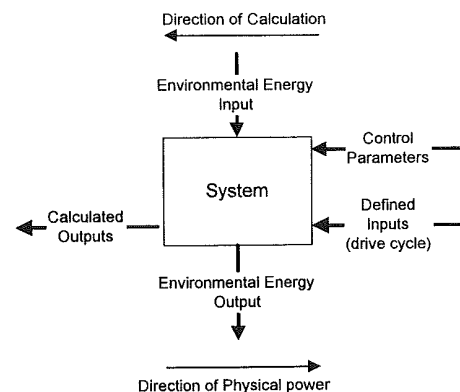 Direction of Calculation
Environmental Energy
Input
Control
Parameters
System
Calculated
Outputs
Defined
Inputs
(drive cycle)
Environmental Energy
Output
Direction of Physical power